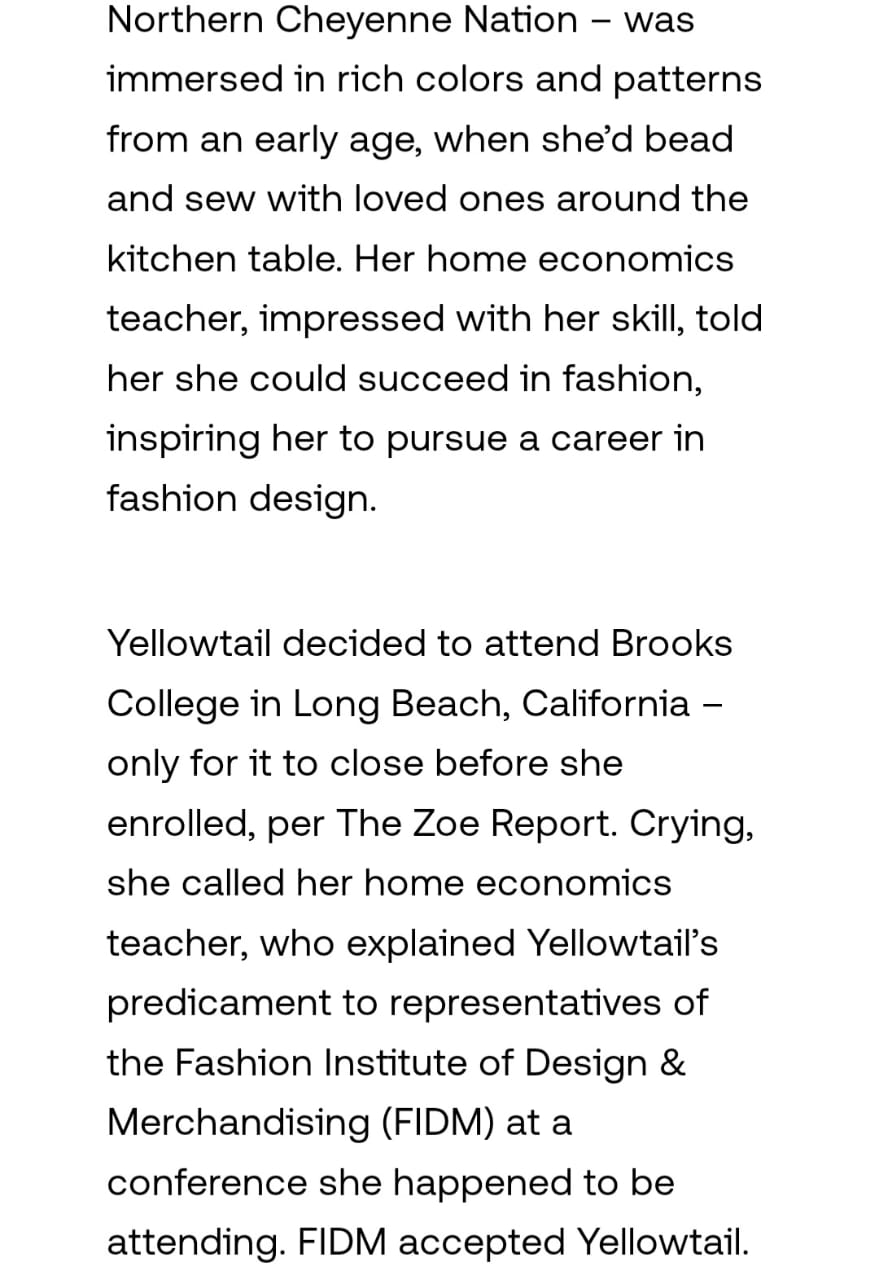 Northern Cheyenne Nation – was
immersed in rich colors and patterns
from an early age, when she’d bead
and sew with loved ones around the
kitchen table. Her home economics
teacher, impressed with her skill, told
her she could succeed in fashion,
inspiring her to pursue a career in
fashion design.
Yellowtail decided to attend Brooks
College in Long Beach, California –
only for it to close before she
enrolled, per The Zoe Report. Crying,
she called her home economics
teacher, who explained Yellowtail’s
predicament to representatives of
the Fashion Institute of Design &
Merchandising (FIDM) at a
conference she happened to be
attending. FIDM accepted Yellowtail.